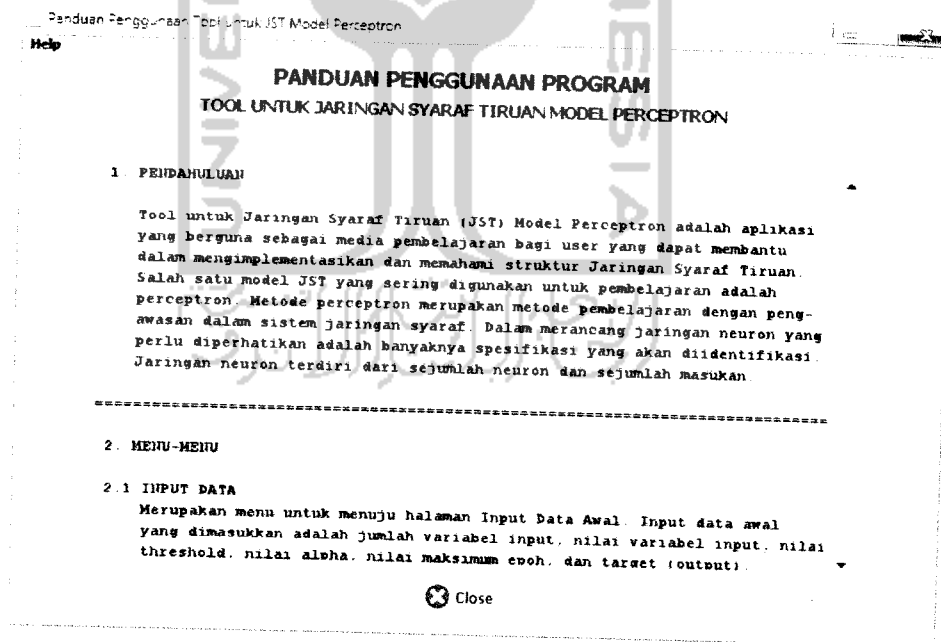 Panduan Penggunaan Tool untuk JST Model Perceptron
Help
PANDUAN PENGGUNAAN PROGRAM
TOOL UNTUK JARINGAN SYARAF TIRUAN MODEL PERCEPTRON
1. PENDAHULUAN
Tool untuk Jaringan Syaraf Tiruan (JST) Model Perceptron adalah aplikasi
yang berguna sebagai media pembelajaran bagi user yang dapat membantu
dalam mengimplementasikan dan memahami struktur Jaringan Syaraf Tiruan.
Salah satu model JST yang sering digunakan untuk pembelajaran adalah
perceptron. Metode perceptron merupakan metode pembelajaran dengan peng-
awasan dalam sistem jaringan syaraf. Dalam merancang jaringan neuron yang
perlu diperhatikan adalah banyaknya spesifikasi yang akan diidentifikasi.
Jaringan neuron terdiri dari sejumlah neuron dan sejumlah masukan.
2. MENU-MENU
2.1 INPUT DATA
Merupakan menu untuk menuju halaman Input Data Awal. Input data awal
yang dimasukkan adalah jumlah variabel input, nilai variabel input, nilai
threshold, nilai alpha, nilai maksimum epoh, dan target (output).
Close